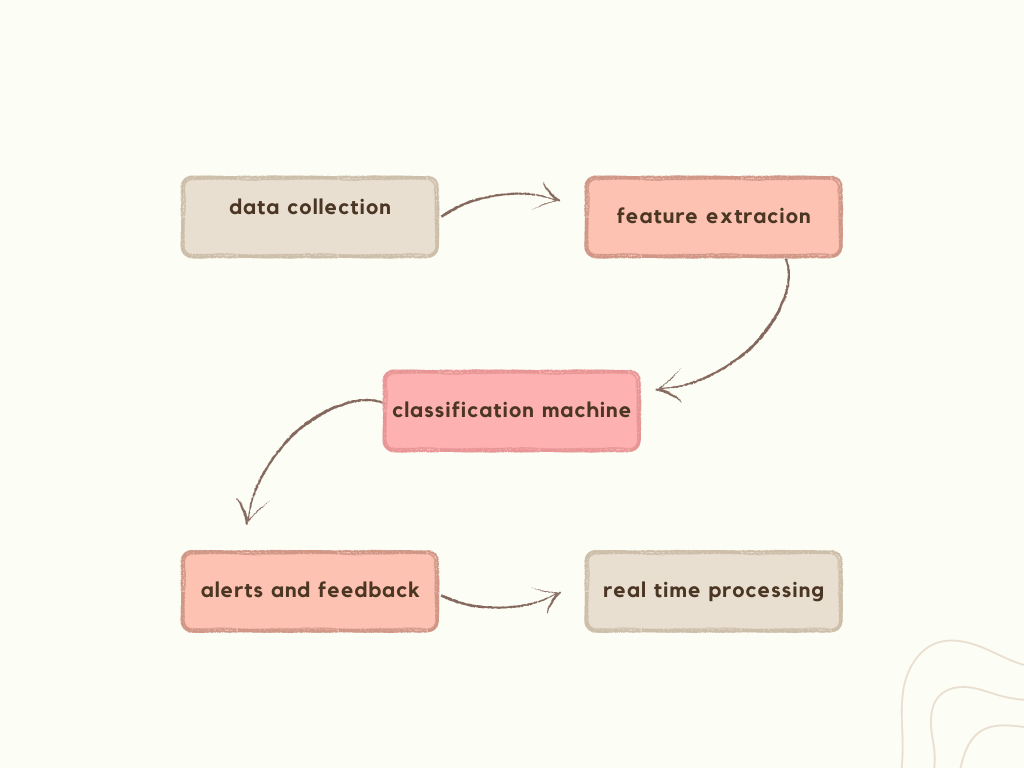 data collection
feature extracion
classification machine
alerts and feedback
real time processing